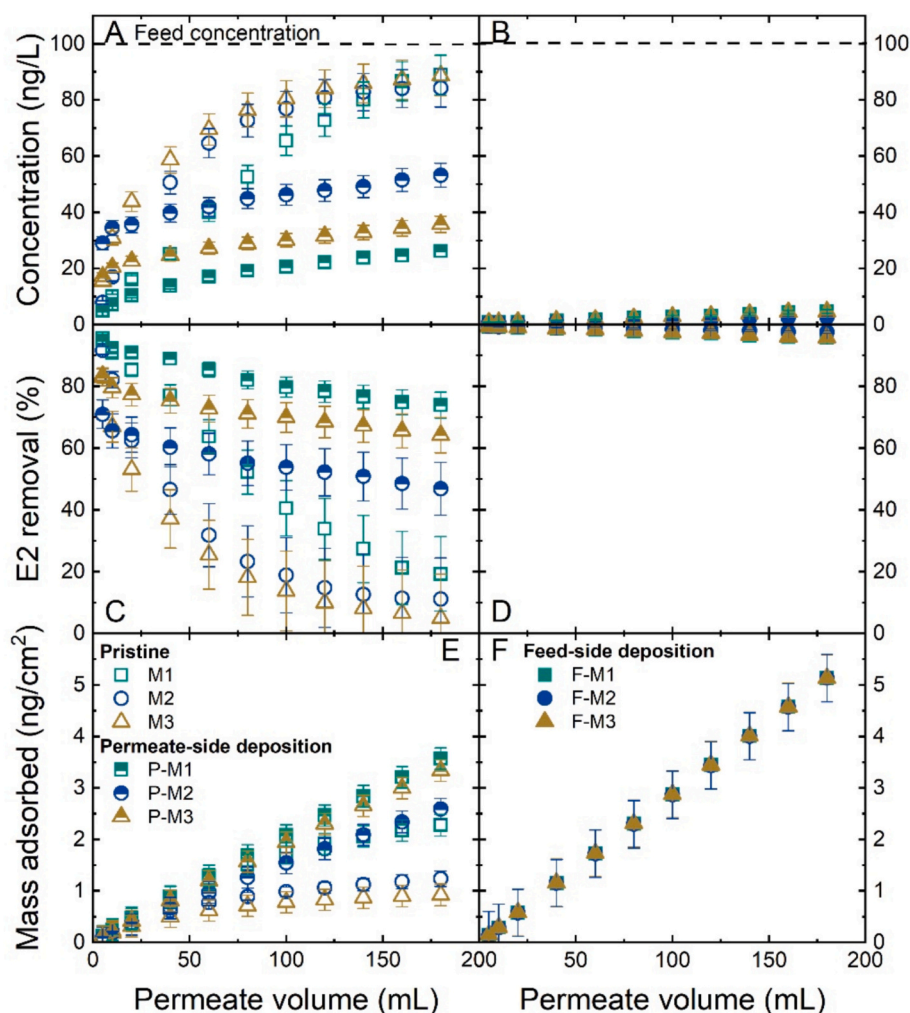 A Feed concentration
B
Concentration (ng/L)
100
80
60
40
20
0
100
80
60
40
20
0
E2 removal (%)
80
60
40
20
0
C
D
80
60
40
20
0
Mass adsorbed (ng/cm²)
Pristine
M1
M2
M3
Permeate-side deposition
P-M1
P-M2
P-M3
E
F
Feed-side deposition
F-M1
F-M2
F-M3
5
4
3
2
1
0
5
4
3
2
1
0
0 50 100 150 200 50 100 150 200
Permeate volume (mL) Permeate volume (mL)